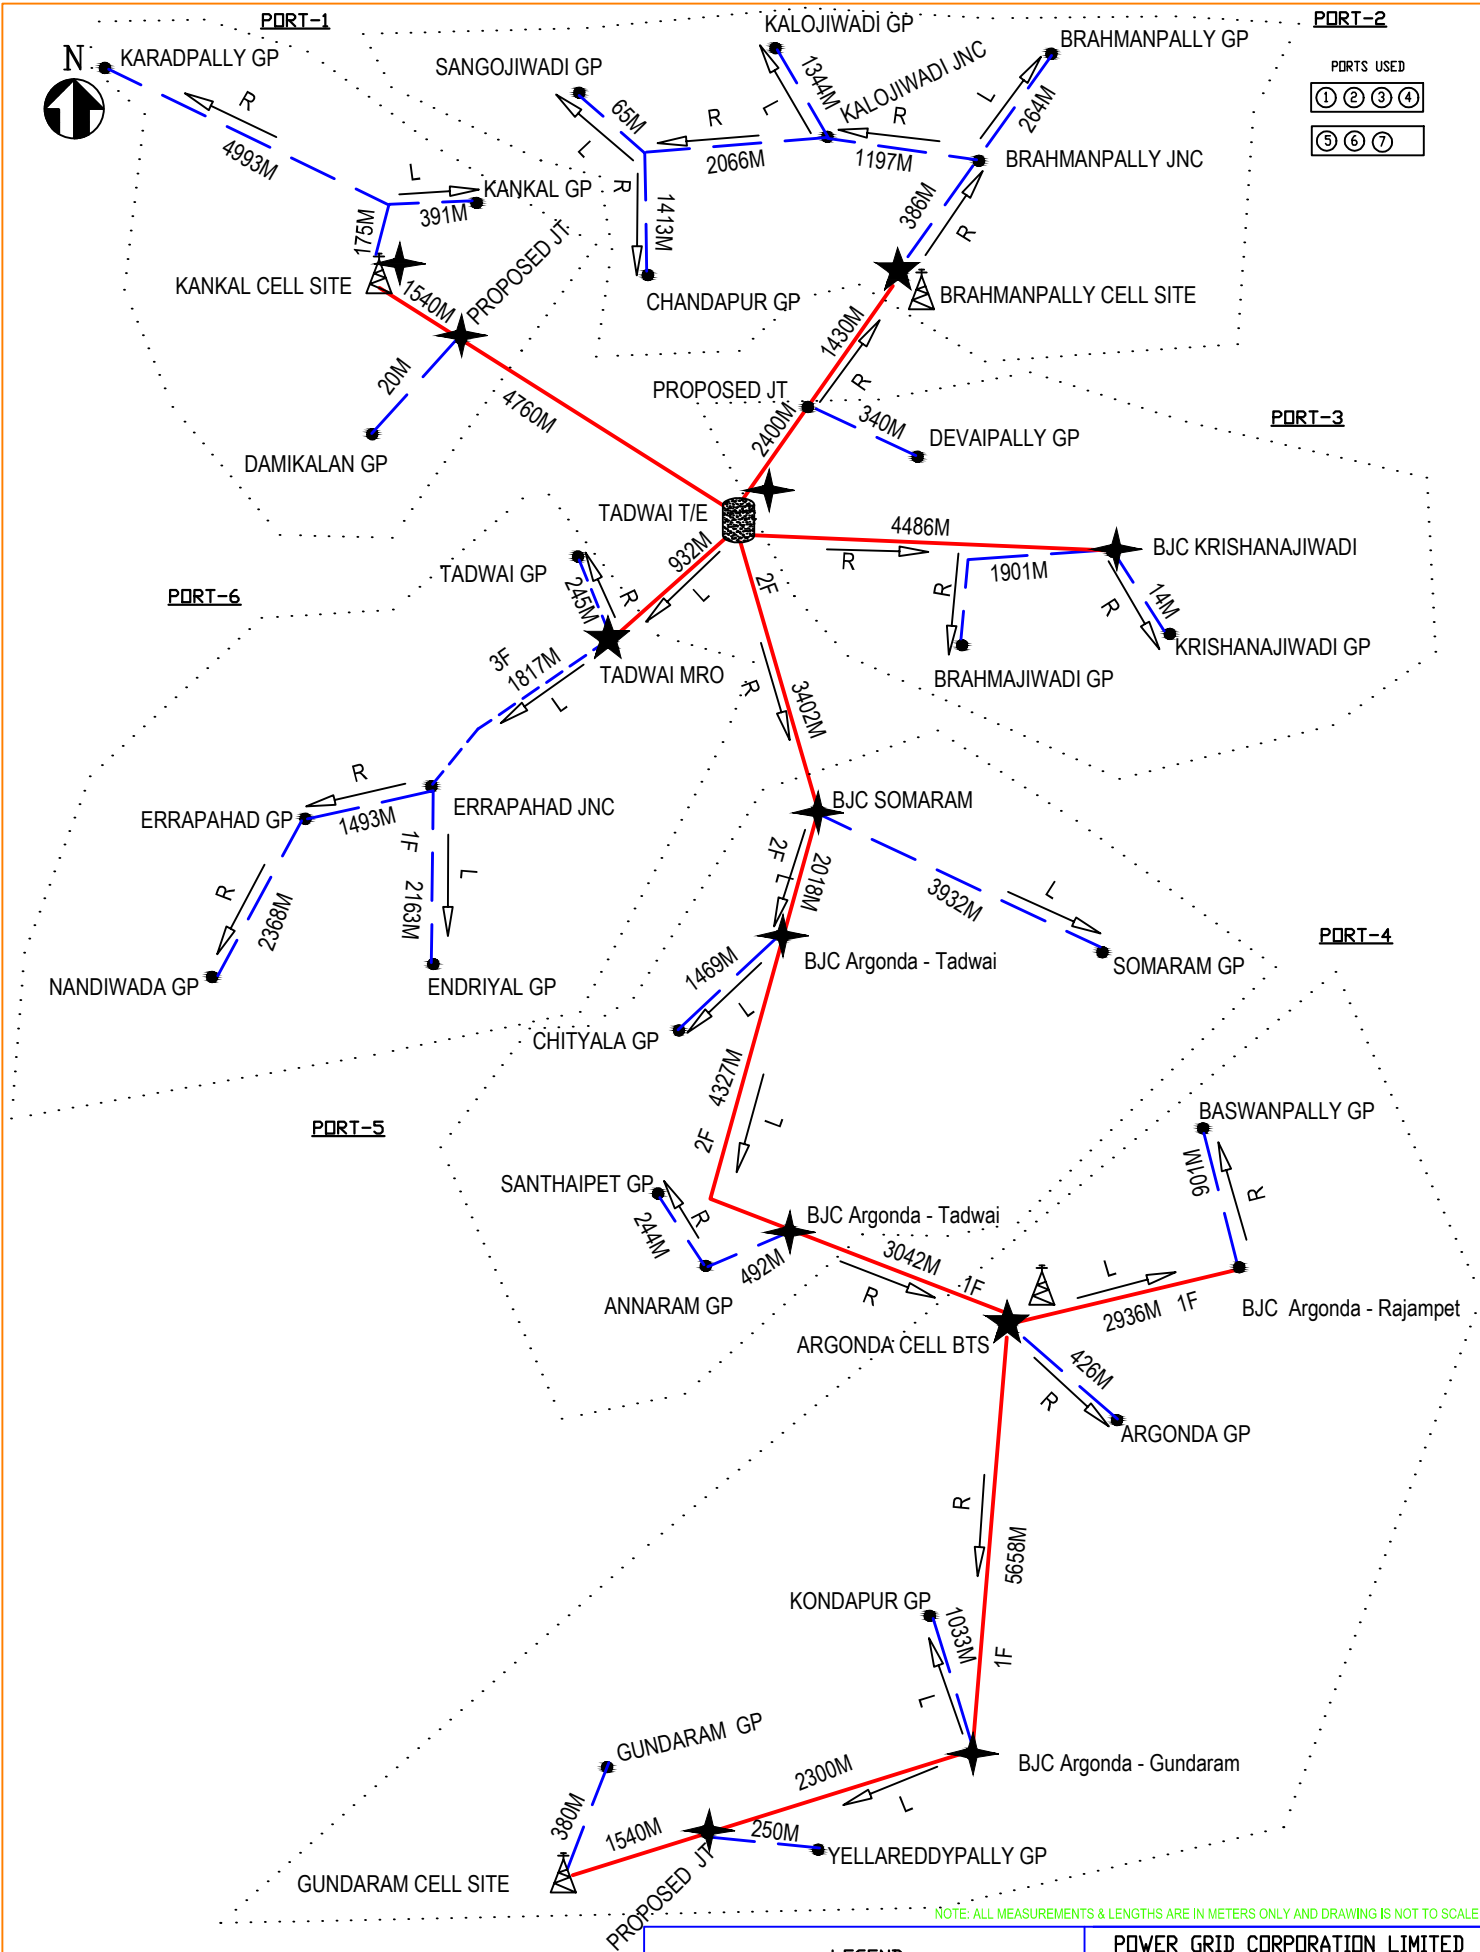 PORT-1
PORT-2
N
KARADPALLY GP
SANGOJIWADI GP
KALOJIWADI GP
BRAHMANPALLY GP
PORTS USED
1 2 3 4
5 6 7
KALOJIWADI JNC
1344M
L
L
264M
R
4993M
65M
L
R
2066M
R
1197M
BRAHMANPALLY JNC
L
KANKAL GP
391M
175M
R
1413M
386M
R
KANKAL CELL SITE
1540M
PROPOSED JT
CHANDAPUR GP
BRAHMANPALLY CELL SITE
1430M
R
20M
4760M
PROPOSED JT
2400M
340M
DEVAIPALLY GP
PORT-3
DAMIKALAN GP
TADWAI T/E
4486M
R
BJC KRISHANAJIWADI
932M
L
2F
TADWAI GP
245M
R
R
1901M
14M
R
KRISHANAJIWADI GP
BRAHMAJIWADI GP
PORT-6
3F
1817M
L
TADWAI MRO
R
3402M
R
ERRAPAHAD GP
1493M
ERRAPAHAD JNC
BJC SOMARAM
1F
L
2163M
R
2368M
2F L
2018M
3932M
L
SOMARAM GP
PORT-4
NANDIWADA GP
ENDRIYAL GP
1469M
L
BJC Argonda - Tadwai
CHITYALA GP
4327M
L
2F
PORT-5
BASWANPALLY GP
901M
R
SANTHAIPET GP
R
244M
492M
ANNARAM GP
BJC Argonda - Tadwai
3042M
1F
R
L
2936M 1F
BJC Argonda - Rajampet
ARGONDA CELL BTS
426M
R
ARGONDA GP
R
5658M
1F
KONDAPUR GP
1033M
L
GUNDARAM GP
2300M
L
BJC Argonda - Gundaram
380M
1540M
250M
YELLAREDDYPALLY GP
GUNDARAM CELL SITE
PROPOSED JT
NOTE: ALL MEASUREMENTS & LENGTHS ARE IN METERS ONLY AND DRAWING IS NOT TO SCALE
LEGEND
POWER GRID CORPORATION LIMITED